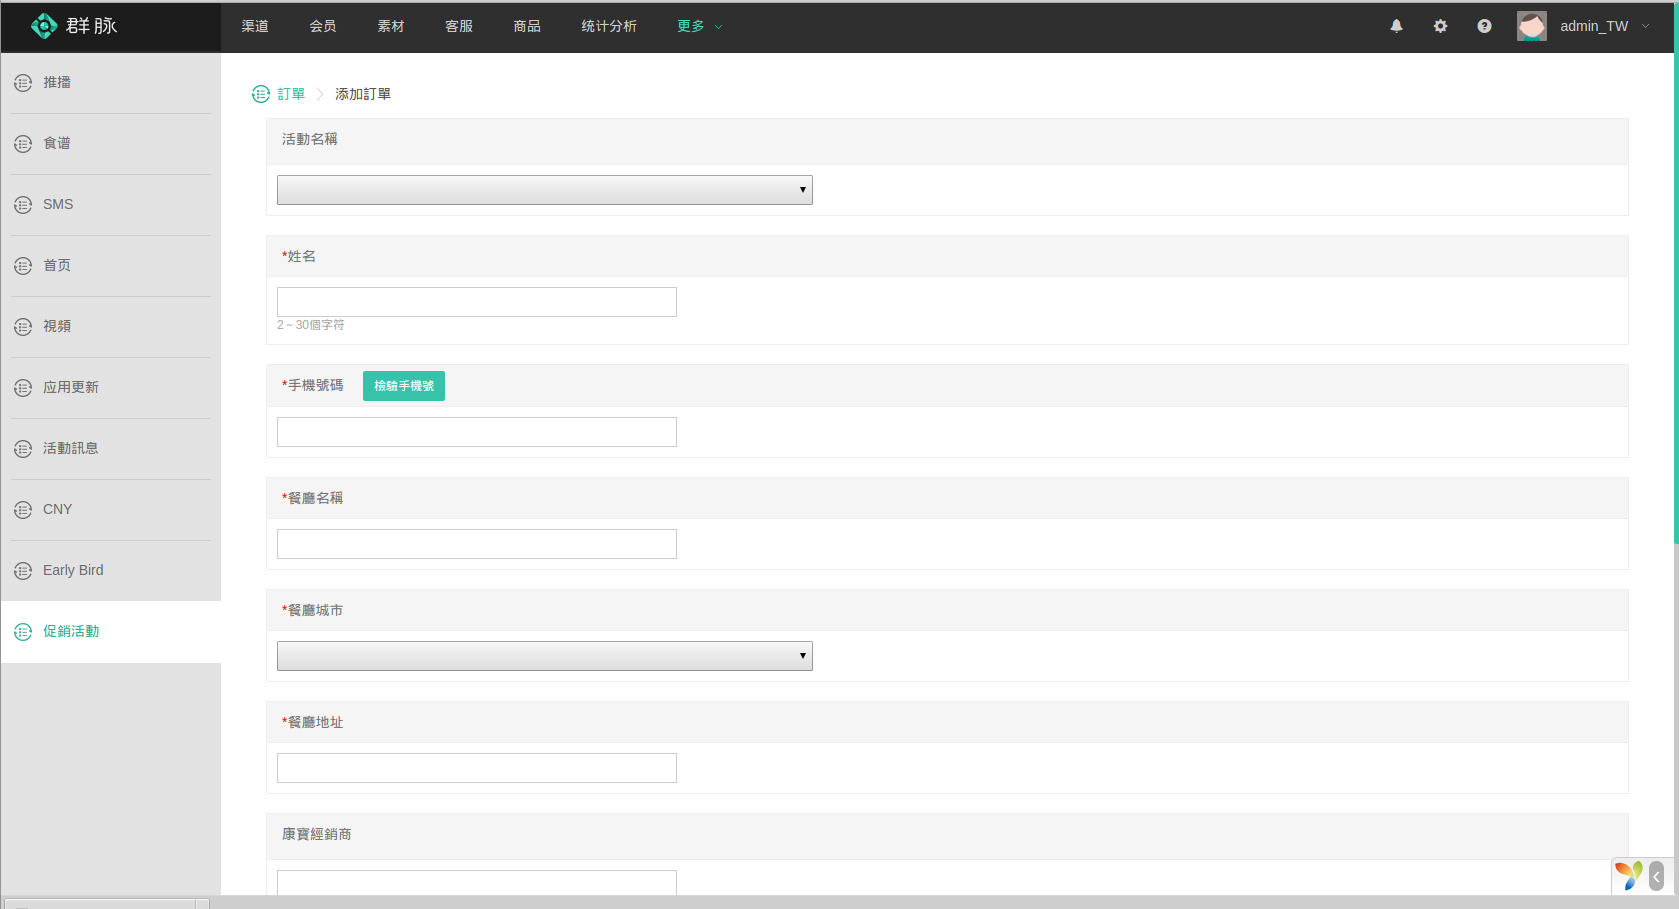 群脉
渠道 会员 素材 客服 商品 统计分析 更多
admin_TW
推播
食谱
SMS
首页
視頻
应用更新
活動訊息
CNY
Early Bird
促銷活動
訂單 添加訂單
活動名稱
*姓名
2 ~ 30個字符
*手機號碼 檢驗手機號
*餐廳名稱
*餐廳城市
*餐廳地址
康寶經銷商